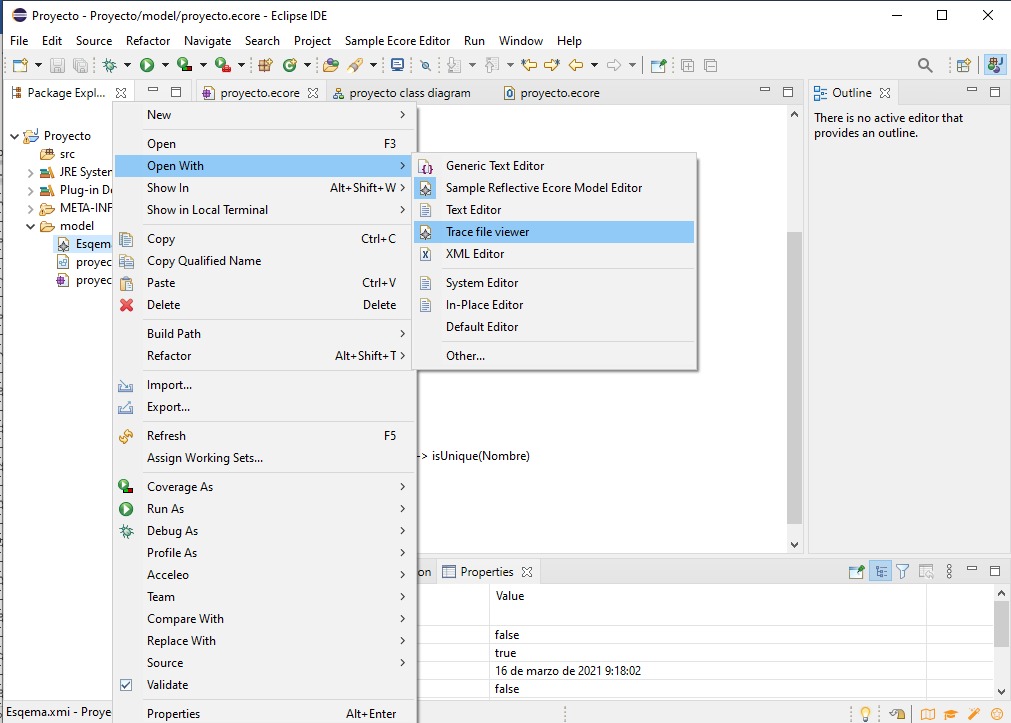 Proyecto - Proyecto/model/proyecto.ecore - Eclipse IDE
File Edit Source Refactor Navigate Search Project Sample Ecore Editor Run Window Help
Package Expl...
proyecto.ecore
proyecto class diagram
proyecto.ecore
Outline
There is no active editor that
provides an outline.
Proyecto
src
JRE System
Plug-in De
META-INF
model
Esqema
proyec
proyec
New
Open F3
Open With
Show In Alt+Shift+W
Show in Local Terminal
Copy Ctrl+C
Copy Qualified Name
Paste Ctrl+V
Delete Delete
Build Path
Refactor Alt+Shift+T
Import...
Export...
Refresh F5
Assign Working Sets...
Coverage As
Run As
Debug As
Profile As
Acceleo
Team
Compare With
Replace With
Source
Validate
Properties Alt+Enter
Generic Text Editor
Sample Reflective Ecore Model Editor
Text Editor
Trace file viewer
XML Editor
System Editor
In-Place Editor
Default Editor
Other...
-> isUnique(Nombre)
on
Properties
Value
false
true
16 de marzo de 2021 9:18:02
false
Esqema.xmi - Proye